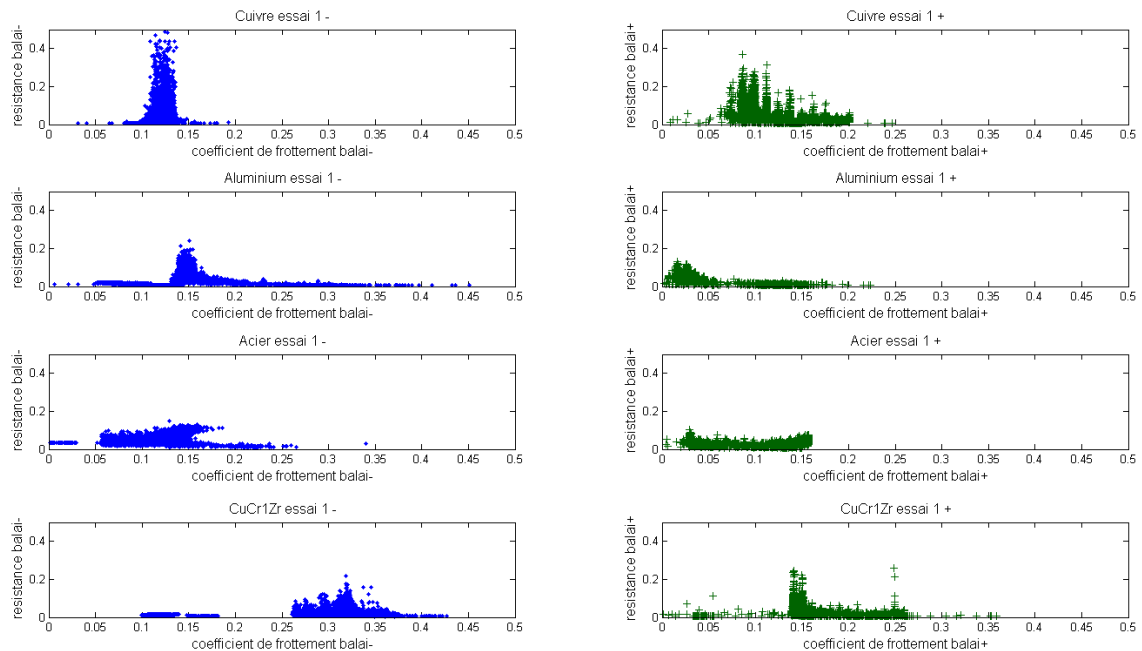 Cuivre essai 1 -
resistance balai-
0.4
0.2
0
0 0.05 0.1 0.15 0.2 0.25 0.3 0.35 0.4 0.45 0.5
coefficient de frottement balai-
Cuivre essai 1 +
resistance balai+
0.4
0.2
0
0 0.05 0.1 0.15 0.2 0.25 0.3 0.35 0.4 0.45 0.5
coefficient de frottement balai+
Aluminium essai 1 -
resistance balai-
0.4
0.2
0
0 0.05 0.1 0.15 0.2 0.25 0.3 0.35 0.4 0.45 0.5
coefficient de frottement balai-
Aluminium essai 1 +
resistance balai+
0.4
0.2
0
0 0.05 0.1 0.15 0.2 0.25 0.3 0.35 0.4 0.45 0.5
coefficient de frottement balai+
Acier essai 1 -
resistance balai-
0.4
0.2
0
0 0.05 0.1 0.15 0.2 0.25 0.3 0.35 0.4 0.45 0.5
coefficient de frottement balai-
Acier essai 1 +
resistance balai+
0.4
0.2
0
0 0.05 0.1 0.15 0.2 0.25 0.3 0.35 0.4 0.45 0.5
coefficient de frottement balai+
CuCr1Zr essai 1 -
resistance balai-
0.4
0.2
0
0 0.05 0.1 0.15 0.2 0.25 0.3 0.35 0.4 0.45 0.5
coefficient de frottement balai-
CuCr1Zr essai 1 +
resistance balai+
0.4
0.2
0
0 0.05 0.1 0.15 0.2 0.25 0.3 0.35 0.4 0.45 0.5
coefficient de frottement balai+